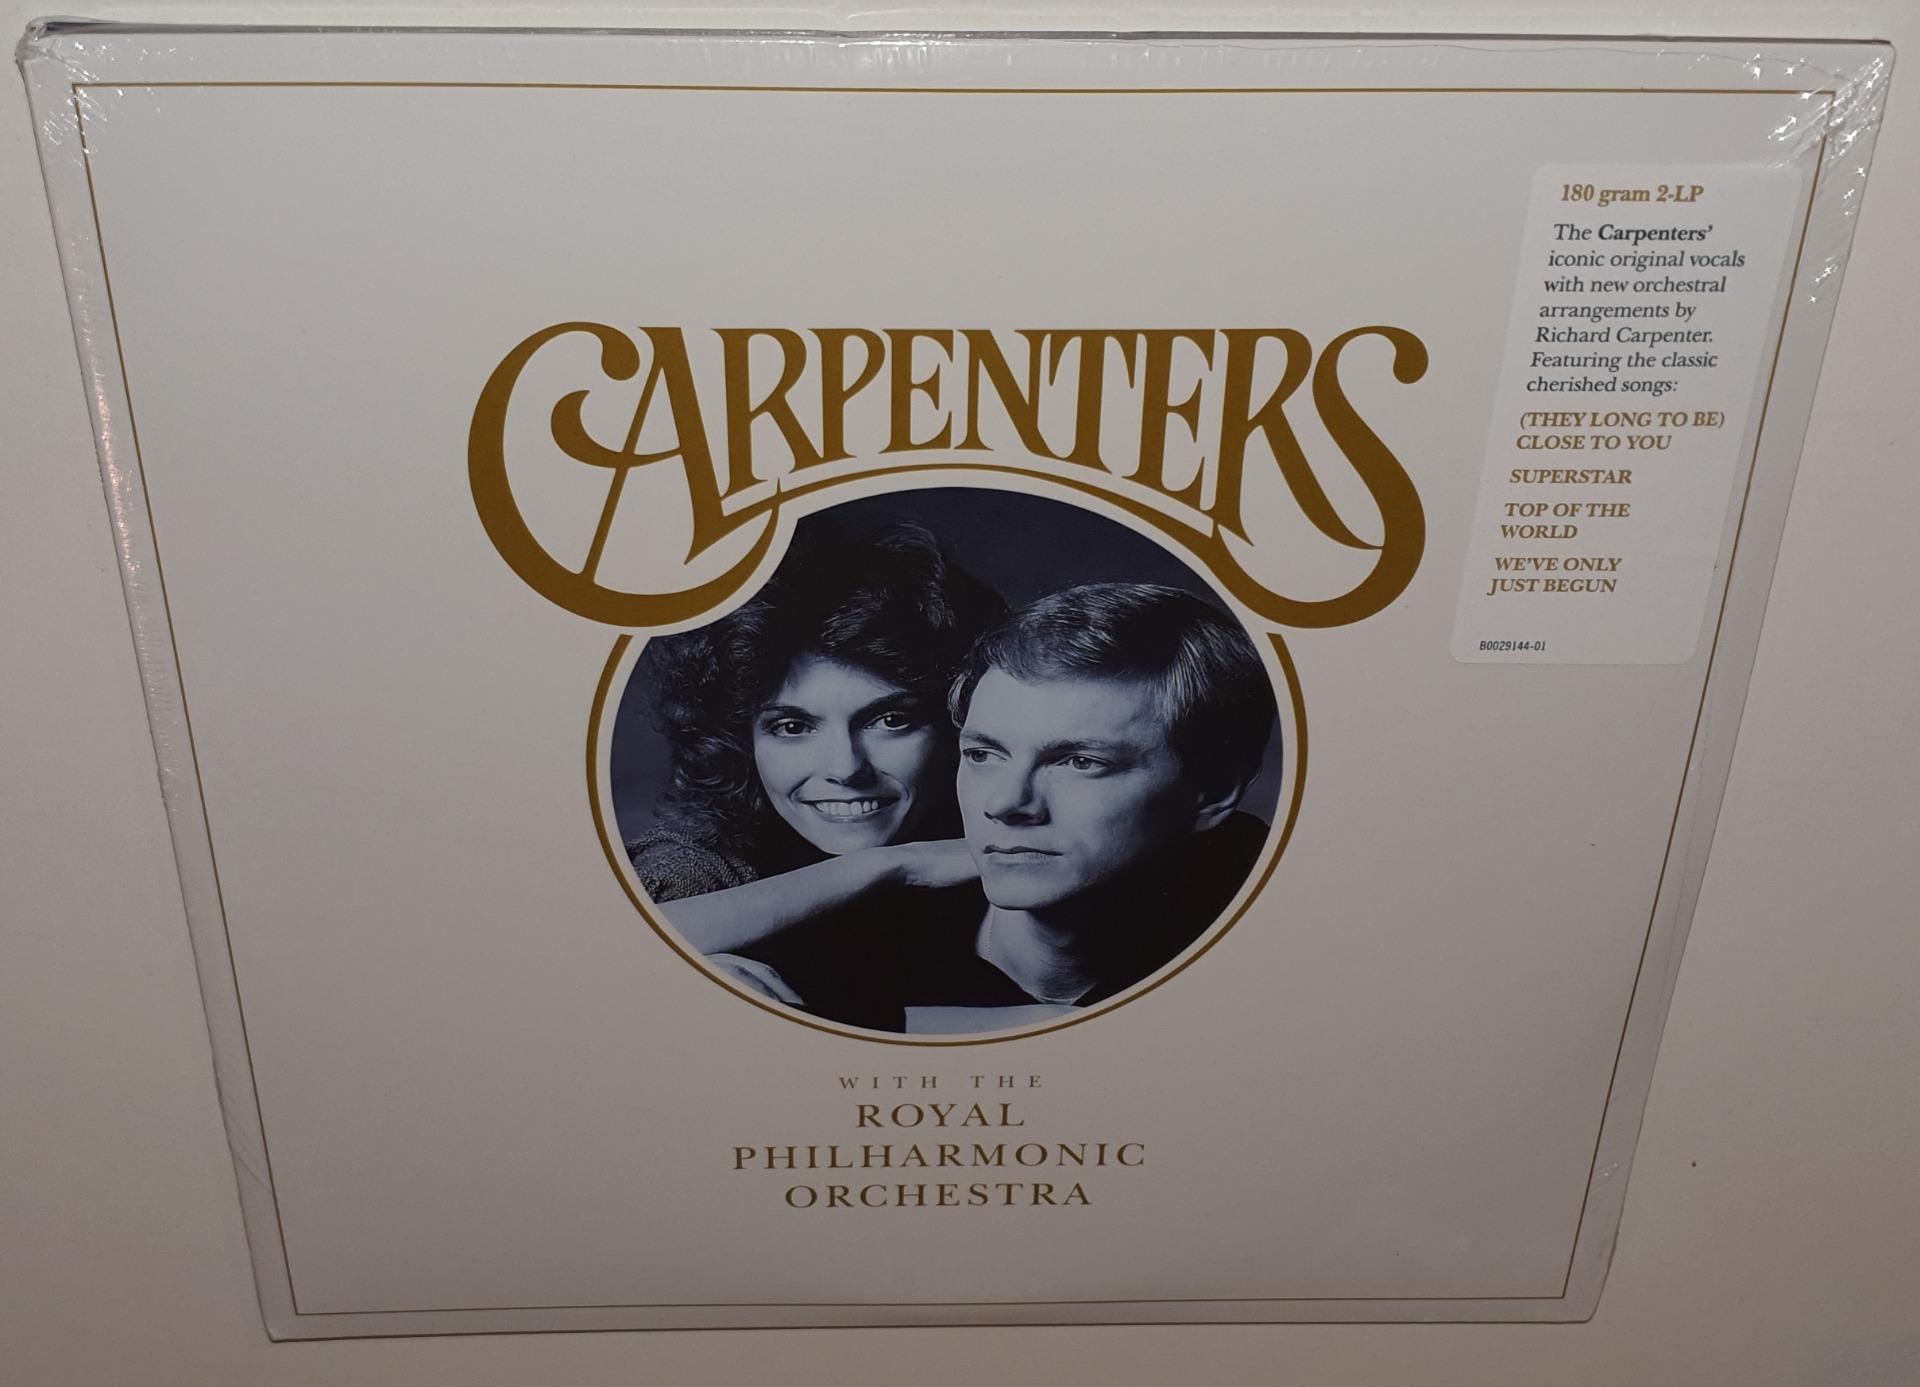 CARPENTERS
WITH THE
ROYAL
PHILHARMONIC
ORCHESTRA
180 gram 2-LP
The Carpenters'
iconic original vocals
with new orchestral
arrangements by
Richard Carpenter.
Featuring the classic
cherished songs:
(THEY LONG TO BE)
CLOSE TO YOU
SUPERSTAR
TOP OF THE
WORLD
WE'VE ONLY
JUST BEGUN
B0029144-01